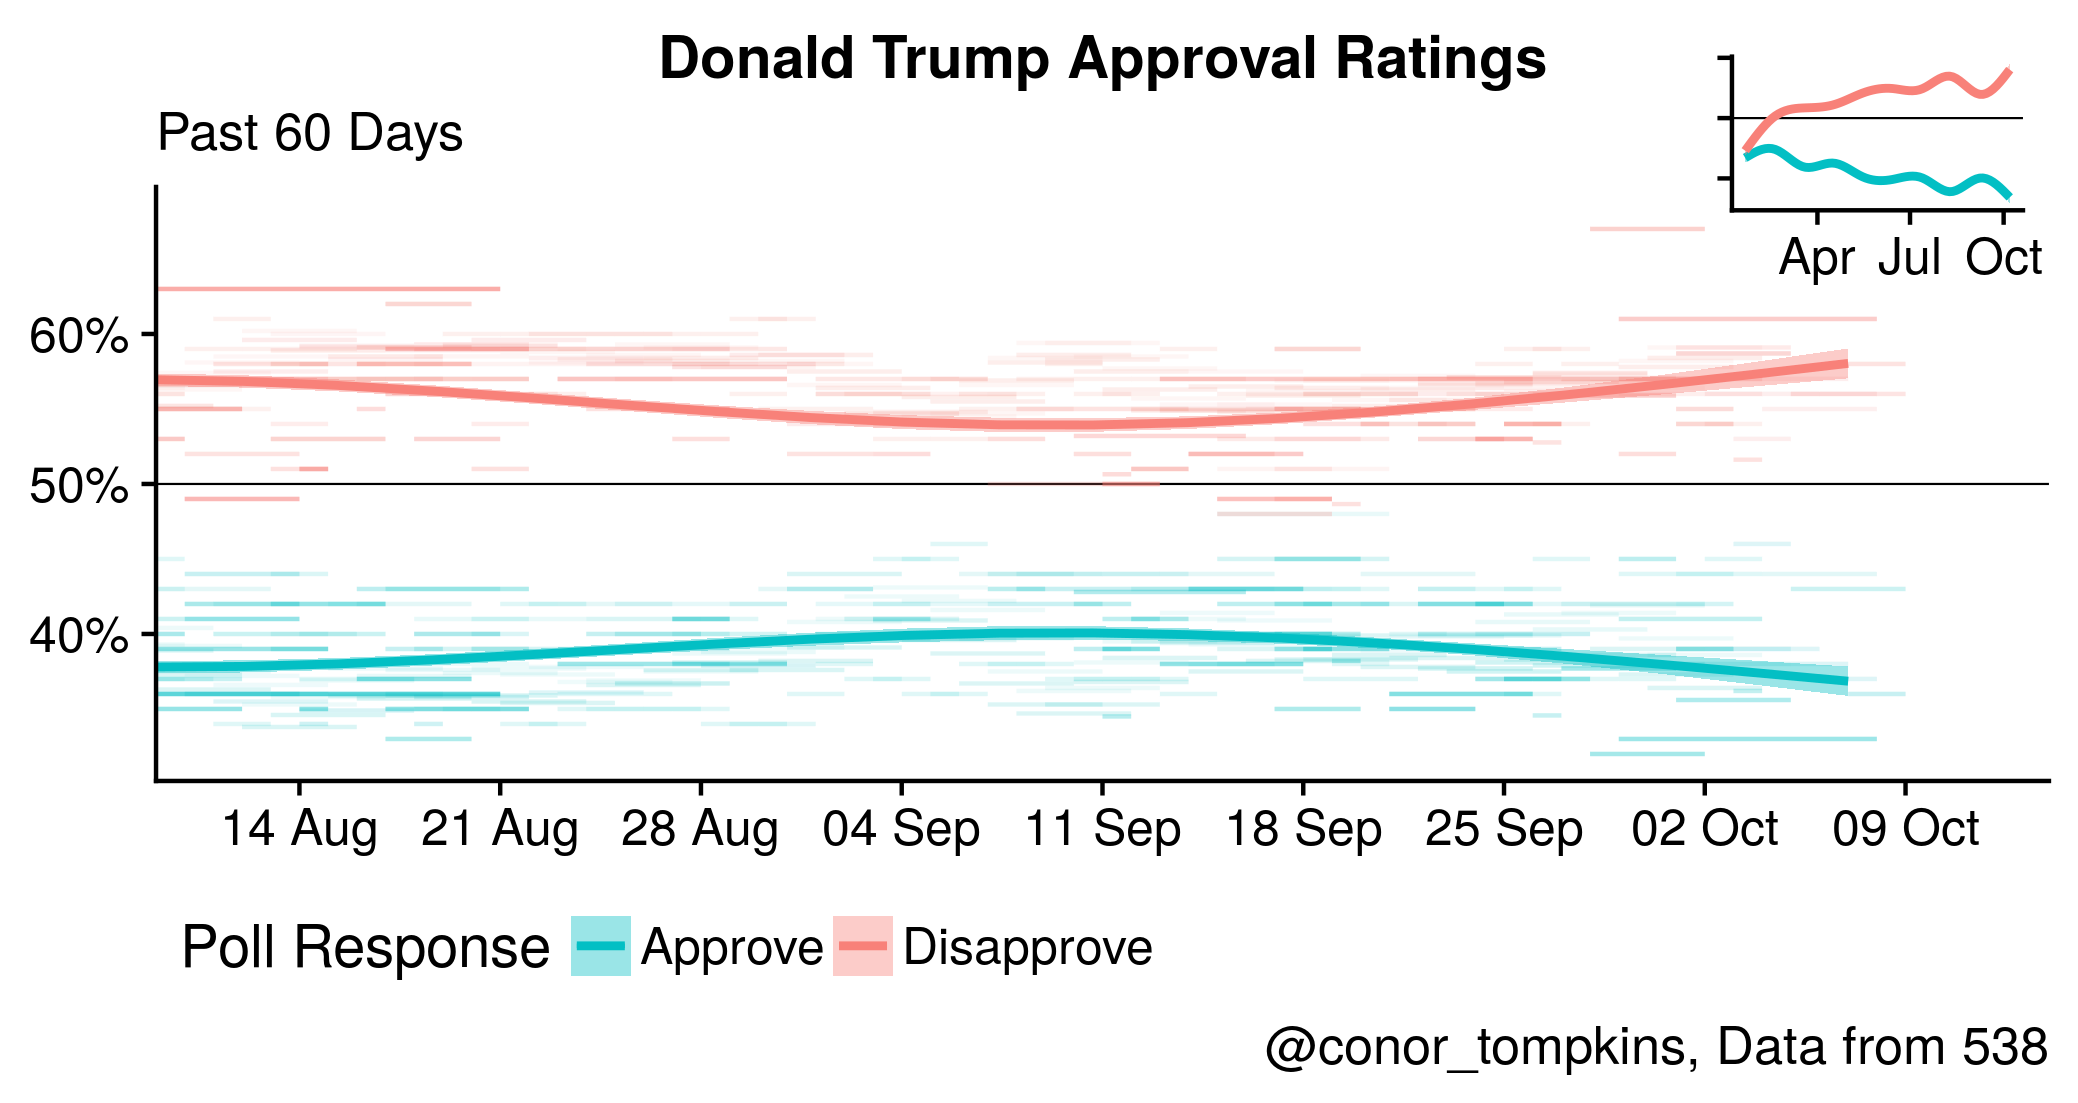 Donald Trump Approval Ratings
Past 60 Days
Apr Jul Oct
60%
50%
40%
14 Aug 21 Aug 28 Aug 04 Sep 11 Sep 18 Sep 25 Sep 02 Oct 09 Oct
Poll Response Approve Disapprove
@conor_tompkins, Data from 538